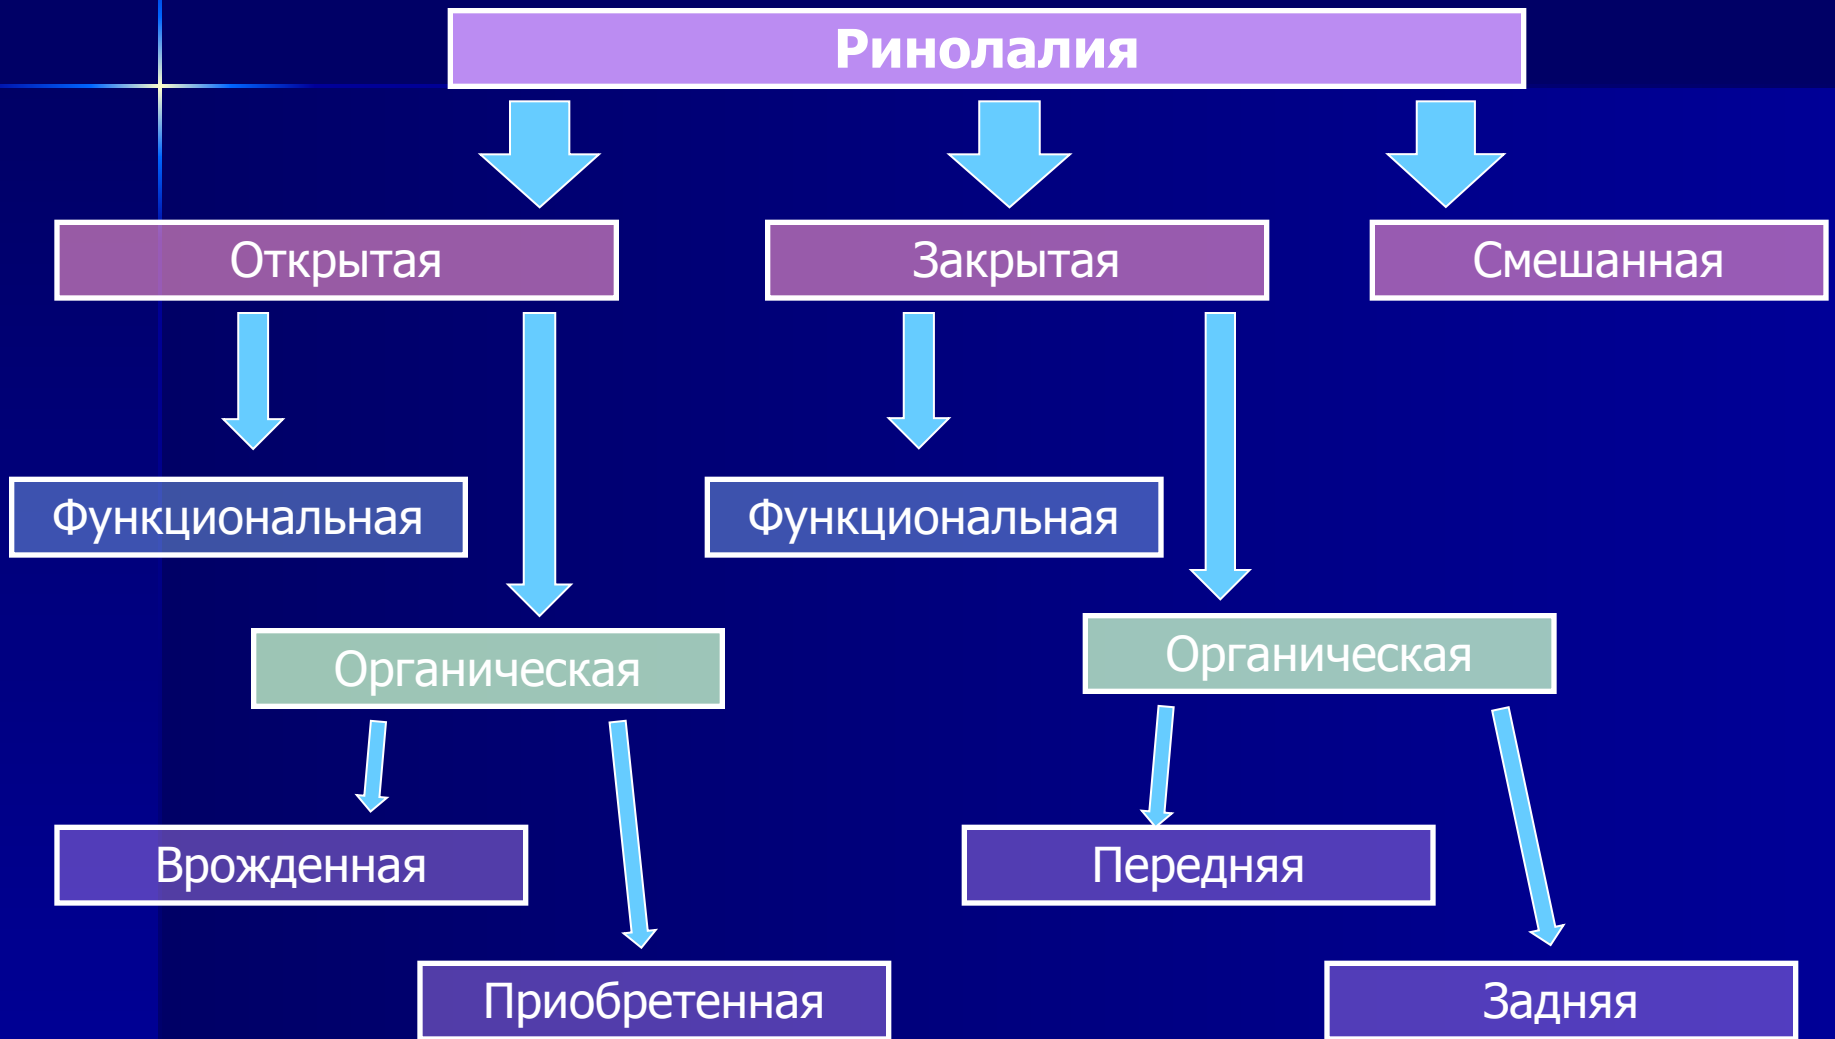 Ринолалия
Открытая
Закрытая
Смешанная
Функциональная
Функциональная
Органическая
Органическая
Врожденная
Передняя
Приобретенная
Задняя